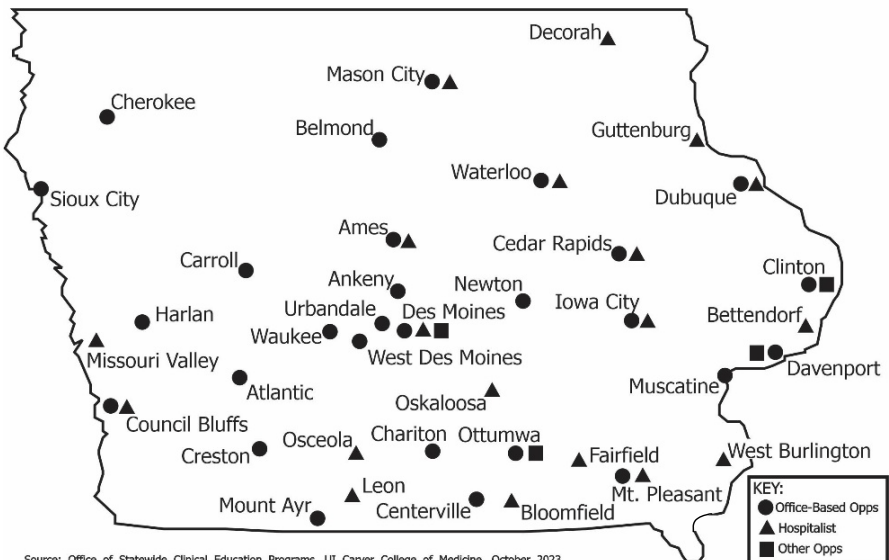 Decorah
Mason City
Cherokee
Belmond
Guttenburg
Waterloo
Dubuque
Sioux City
Ames
Cedar Rapids
Carroll
Clinton
Ankeny
Newton
Urbandale
Des Moines
Iowa City
Harlan
Bettendorf
Waukee
West Des Moines
Missouri Valley
Davenport
Muscatine
Atlantic
Oskaloosa
Council Bluffs
Osceola
Chariton
Ottumwa
Creston
Fairfield
West Burlington
Leon
Mt. Pleasant
Mount Ayr
Centerville
Bloomfield
KEY:
Office-Based Opps
Hospitalist
Other Opps
Source: Office of Statewide Clinical Education Programs, UI Carver College of Medicine, October 2023